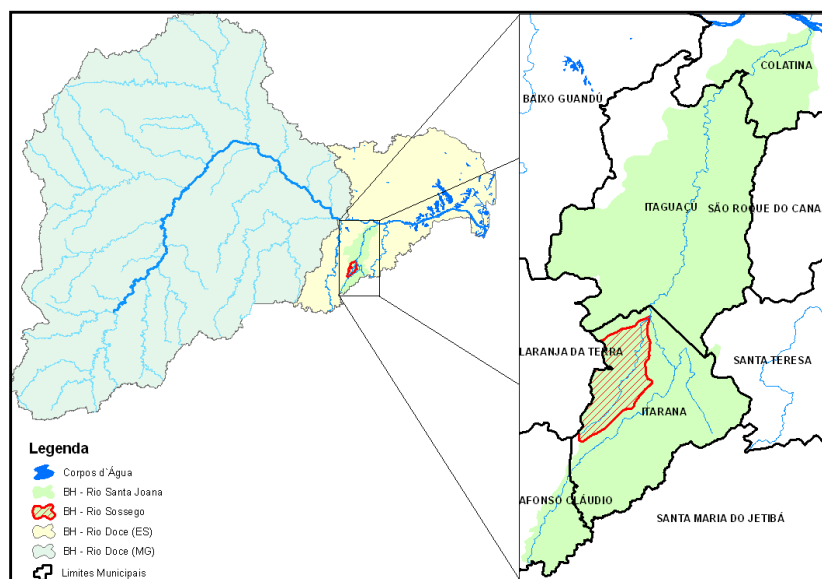 COLATINA
BAIXO GUANDÚ
ITAGUAÇU
SÃO ROQUE DO CANA
LARANJA DA TERRA
SANTA TERESA
ITARANA
AFONSO CLÁUDIO
SANTA MARIA DO JETIBÁ
Legenda
Corpos d`Água
BH - Rio Santa Joana
BH - Rio Sossego
BH - Rio Doce (ES)
BH - Rio Doce (MG)
Limites Municipais